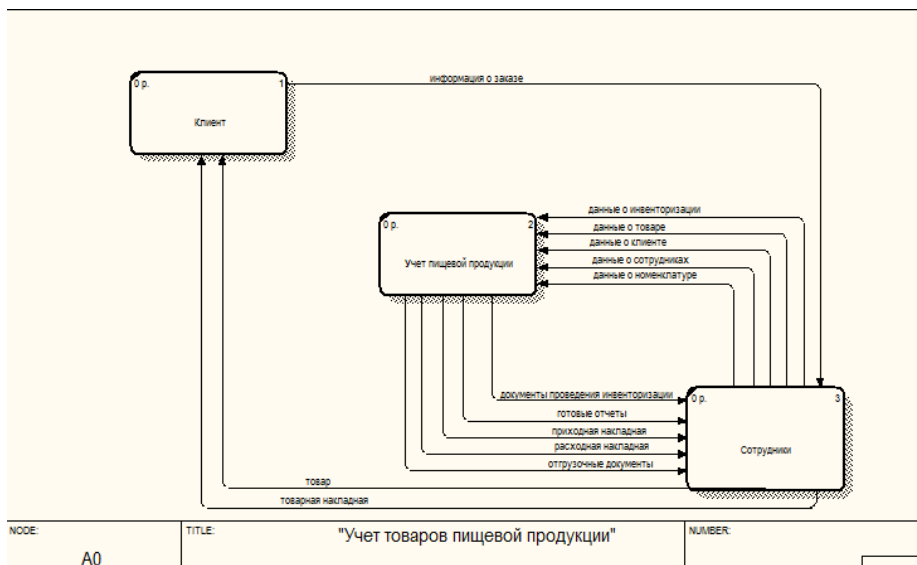 информация о заказе
0 р.
1
Клиент
данные о инвенторизации
0 р.
2
данные о товаре
данные о клиенте
Учет пищевой продукции
данные о сотрудниках
данные о номенклатуре
документы проведения инвенторизации
0 р.
3
готовые отчеты
приходная накладная
расходная накладная
Сотрудники
отгрузочные документы
товар
товарная накладная
NODE:
TITLE:
"Учет товаров пищевой продукции"
NUMBER:
A0